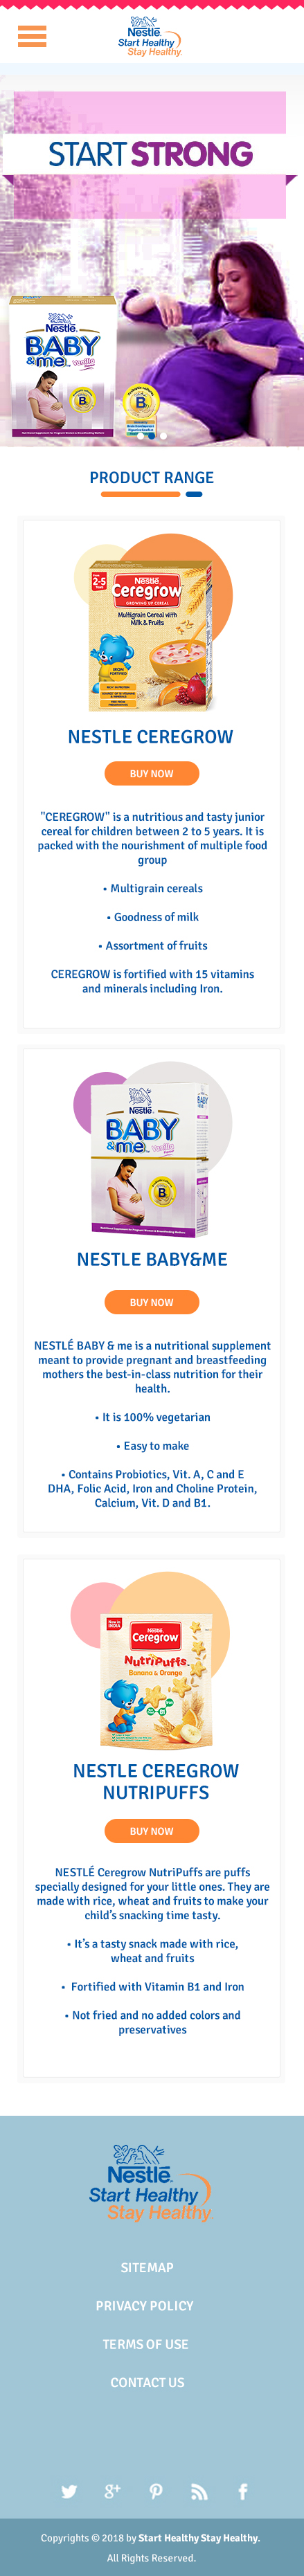 Nestlé
Start Healthy
Stay Healthy
START STRONG
Nestlé
BABY
&me
Vanilla
B
PRODUCT RANGE
2-5
Nestlé
Ceregrow
GROWING UP CEREAL
Multigrain Cereal with
Milk & Fruits
IRON
FORTIFIED
NESTLE CEREGROW
BUY NOW
"CEREGROW" is a nutritious and tasty junior
cereal for children between 2 to 5 years. It is
packed with the nourishment of multiple food
group
• Multigrain cereals
• Goodness of milk
• Assortment of fruits
CEREGROW is fortified with 15 vitamins
and minerals including Iron.
Nestlé
BABY
&me
Vanilla
B
NESTLE BABY&ME
BUY NOW
NESTLÉ BABY & me is a nutritional supplement
meant to provide pregnant and breastfeeding
mothers the best-in-class nutrition for their
health.
• It is 100% vegetarian
• Easy to make
• Contains Probiotics, Vit. A, C and E
DHA, Folic Acid, Iron and Choline Protein,
Calcium, Vit. D and B1.
New in
INDIA
Nestlé
Ceregrow
NutriPuffs
Banana & Orange
NESTLE CEREGROW
NUTRIPUFFS
BUY NOW
NESTLÉ Ceregrow NutriPuffs are puffs
specially designed for your little ones. They are
made with rice, wheat and fruits to make your
child's snacking time tasty.
• It's a tasty snack made with rice,
wheat and fruits
• Fortified with Vitamin B1 and Iron
• Not fried and no added colors and
preservatives
Nestlé
Start Healthy
Stay Healthy
SITEMAP
PRIVACY POLICY
TERMS OF USE
CONTACT US
Copyrights © 2018 by Start Healthy Stay Healthy.
All Rights Reserved.